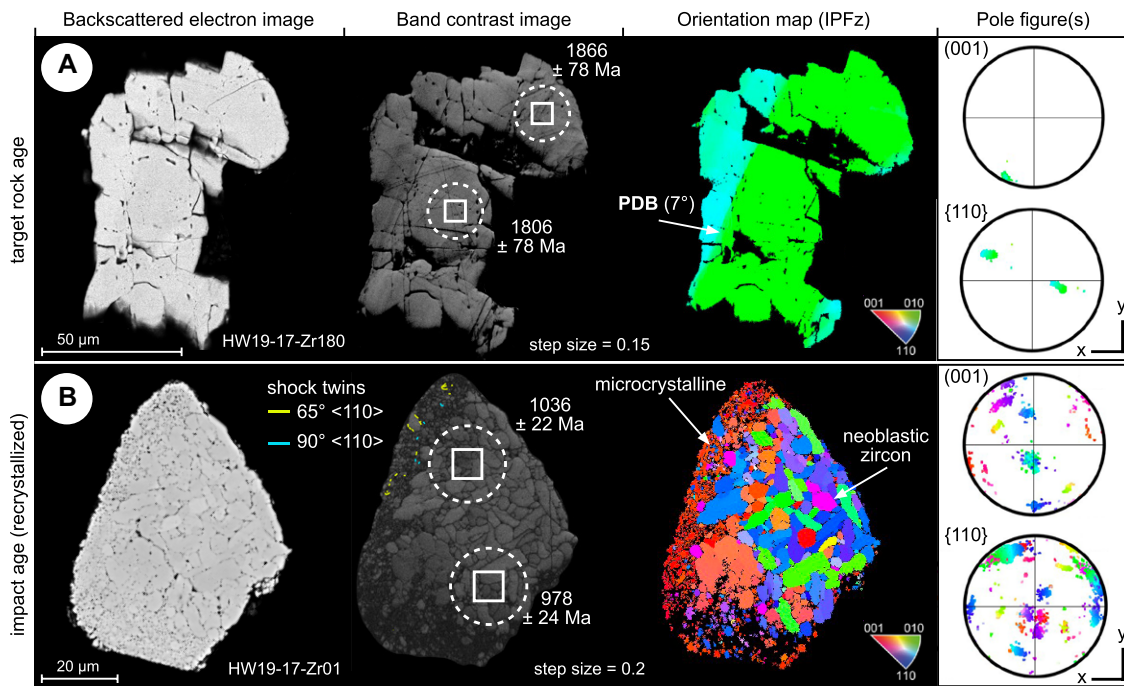 Backscattered electron image
Band contrast image
Orientation map (IPFz)
Pole figure(s)
target rock age
A
50 µm
HW19-17-Zr180
1866
± 78 Ma
1806
± 78 Ma
step size = 0.15
PDB (7°)
001 010
110
(001)
{110}
y
x
impact age (recrystallized)
B
20 µm
HW19-17-Zr01
shock twins
65° <110>
90° <110>
1036
± 22 Ma
978
± 24 Ma
step size = 0.2
microcrystalline
neoblastic
zircon
001 010
110
(001)
{110}
y
x